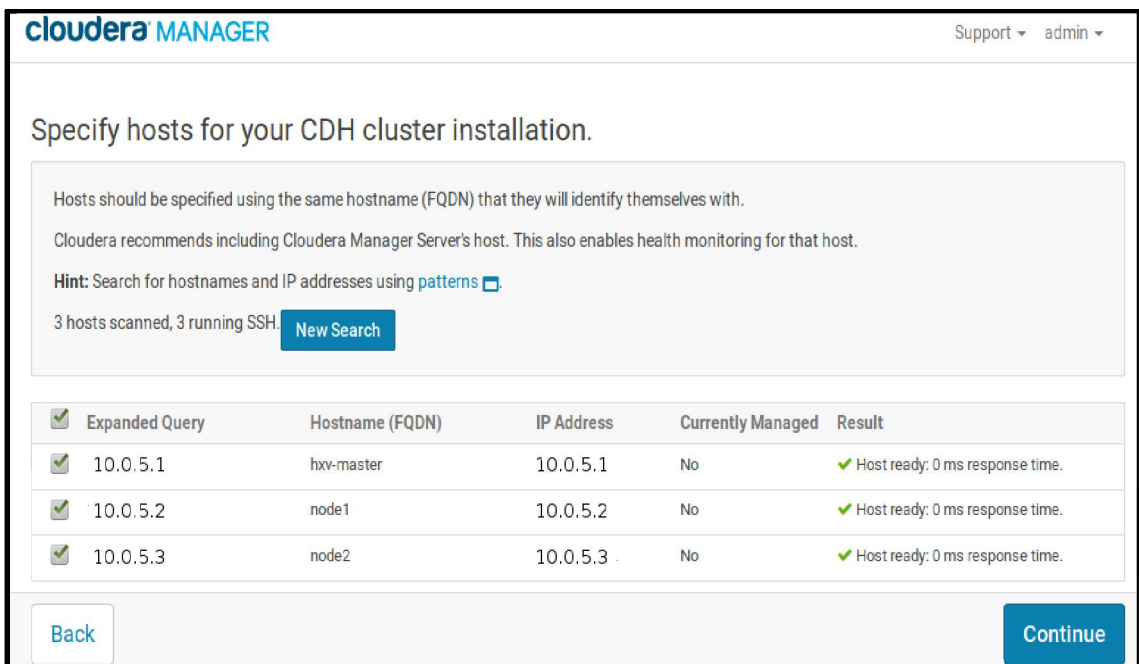 cloudera MANAGER Support admin
Specify hosts for your CDH cluster installation.
Hosts should be specified using the same hostname (FQDN) that they will identify themselves with.
Cloudera recommends including Cloudera Manager Server's host. This also enables health monitoring for that host.
Hint: Search for hostnames and IP addresses using patterns.
3 hosts scanned, 3 running SSH. New Search
Expanded Query Hostname (FQDN) IP Address Currently Managed Result
10.0.5.1 hxv-master 10.0.5.1 No Host ready: 0 ms response time.
10.0.5.2 node1 10.0.5.2 No Host ready: 0 ms response time.
10.0.5.3 node2 10.0.5.3 No Host ready: 0 ms response time.
Back Continue